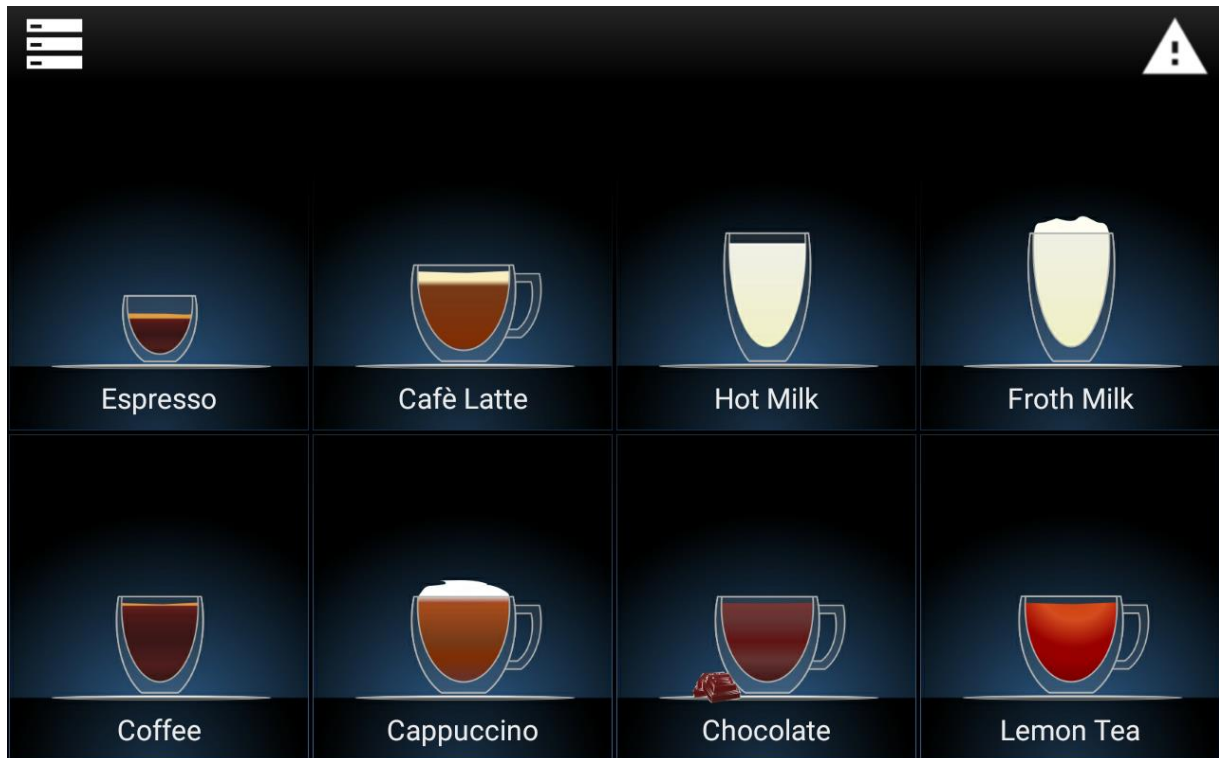 Espresso
Cafè Latte
Hot Milk
Froth Milk
Coffee
Cappuccino
Chocolate
Lemon Tea